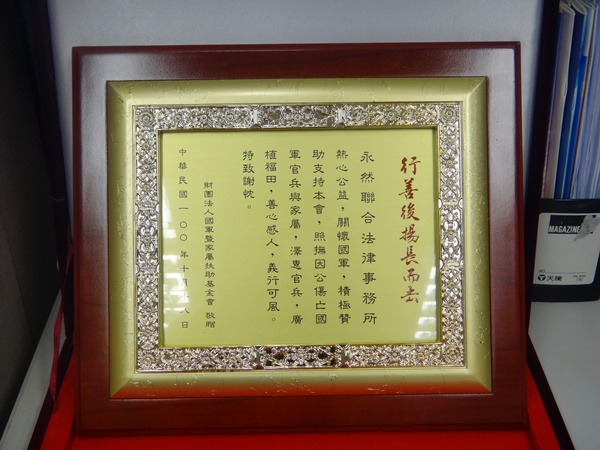 行善後揚長而去
永然聯合法律事務所
熱心公益，關懷國軍，積極贊
助支持本會，照撫因公傷亡國
軍官兵與家屬，澤惠官兵，廣
植福田，善心感人，義行可風。
特致謝忱。
財團法人國軍暨家屬扶助基金會 敬贈
中華民國一〇〇年十月八日
MAGAZINE
NO.
天隆